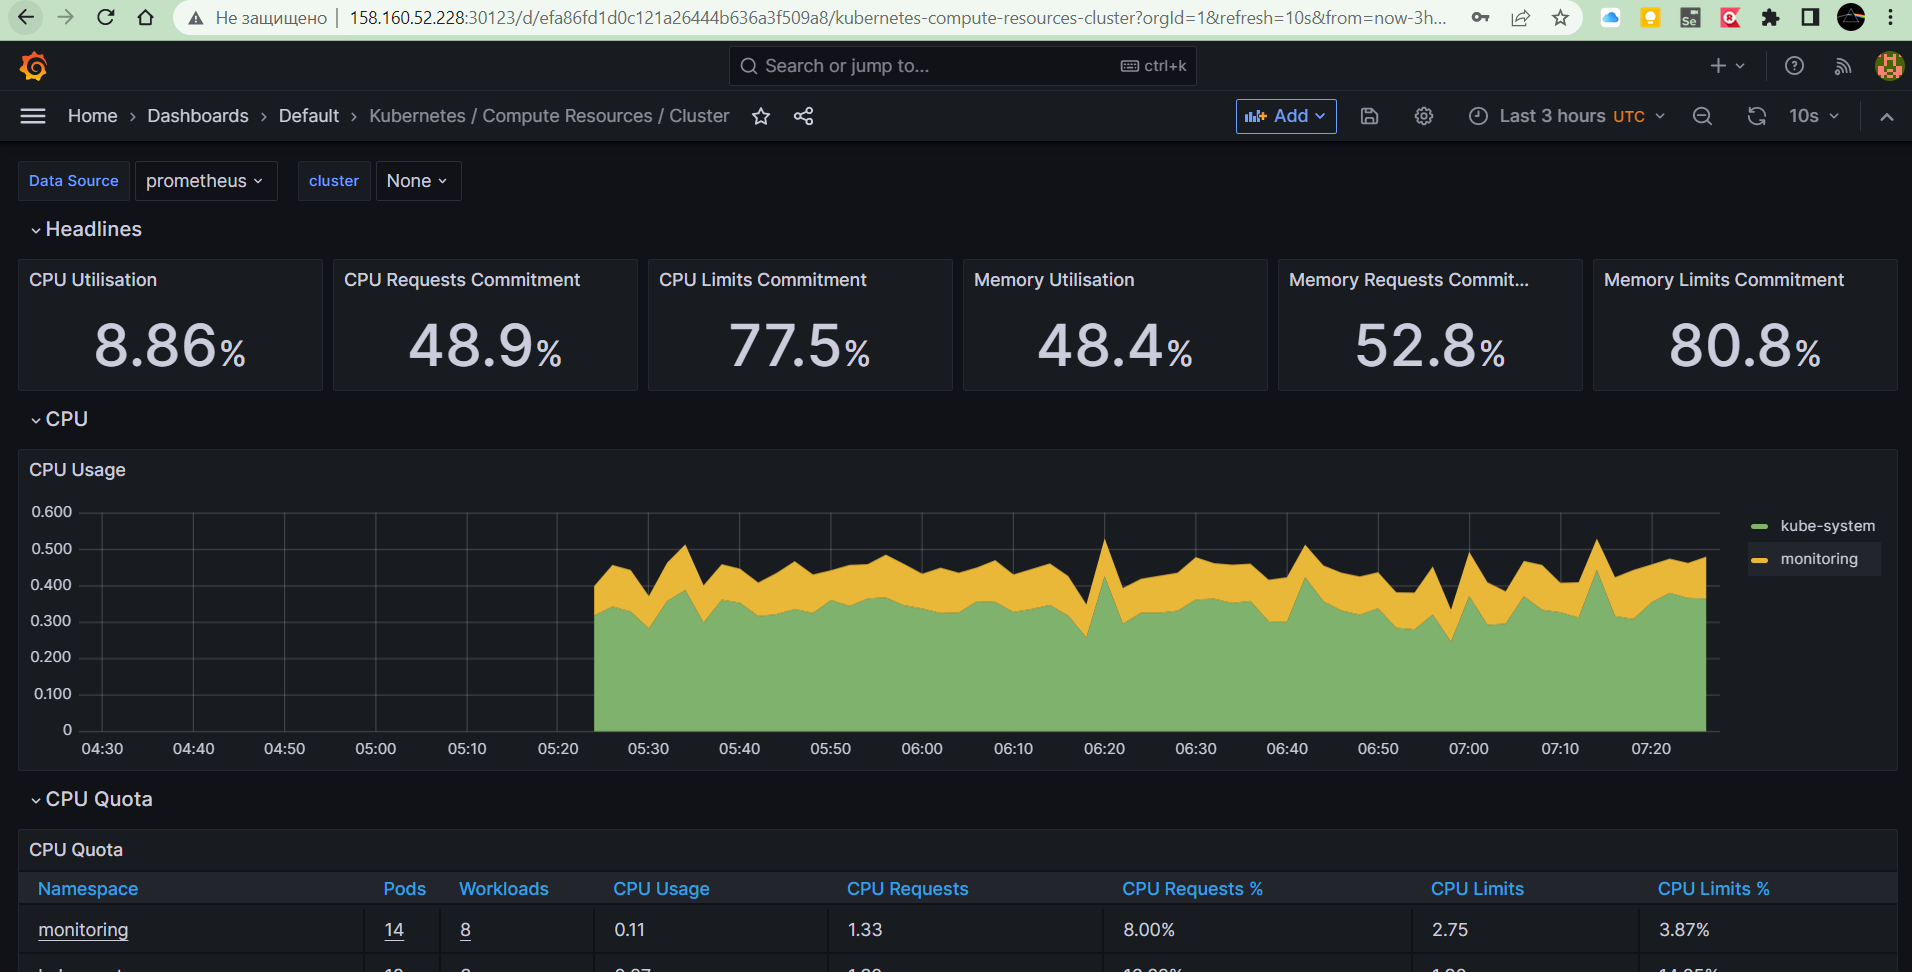 Не защищено 158.160.52.228:30123/d/efa86fd1d0c121a26444b636a3f509a8/kubernetes-compute-resources-cluster?orgId=1&refresh=10s&from=now-3h... Se
Search or jump to... ctrl+k
Home › Dashboards › Default › Kubernetes / Compute Resources / Cluster Add Last 3 hours UTC 10s
Data Source prometheus cluster None
Headlines
CPU Utilisation CPU Requests Commitment CPU Limits Commitment Memory Utilisation Memory Requests Commit... Memory Limits Commitment
8.86% 48.9% 77.5% 48.4% 52.8% 80.8%
CPU
CPU Usage
0.600
0.500
0.400
0.300
0.200
0.100
0
04:30 04:40 04:50 05:00 05:10 05:20 05:30 05:40 05:50 06:00 06:10 06:20 06:30 06:40 06:50 07:00 07:10 07:20
kube-system
monitoring
CPU Quota
CPU Quota
Namespace Pods Workloads CPU Usage CPU Requests CPU Requests % CPU Limits CPU Limits %
monitoring 14 8 0.11 1.33 8.00% 2.75 3.87%